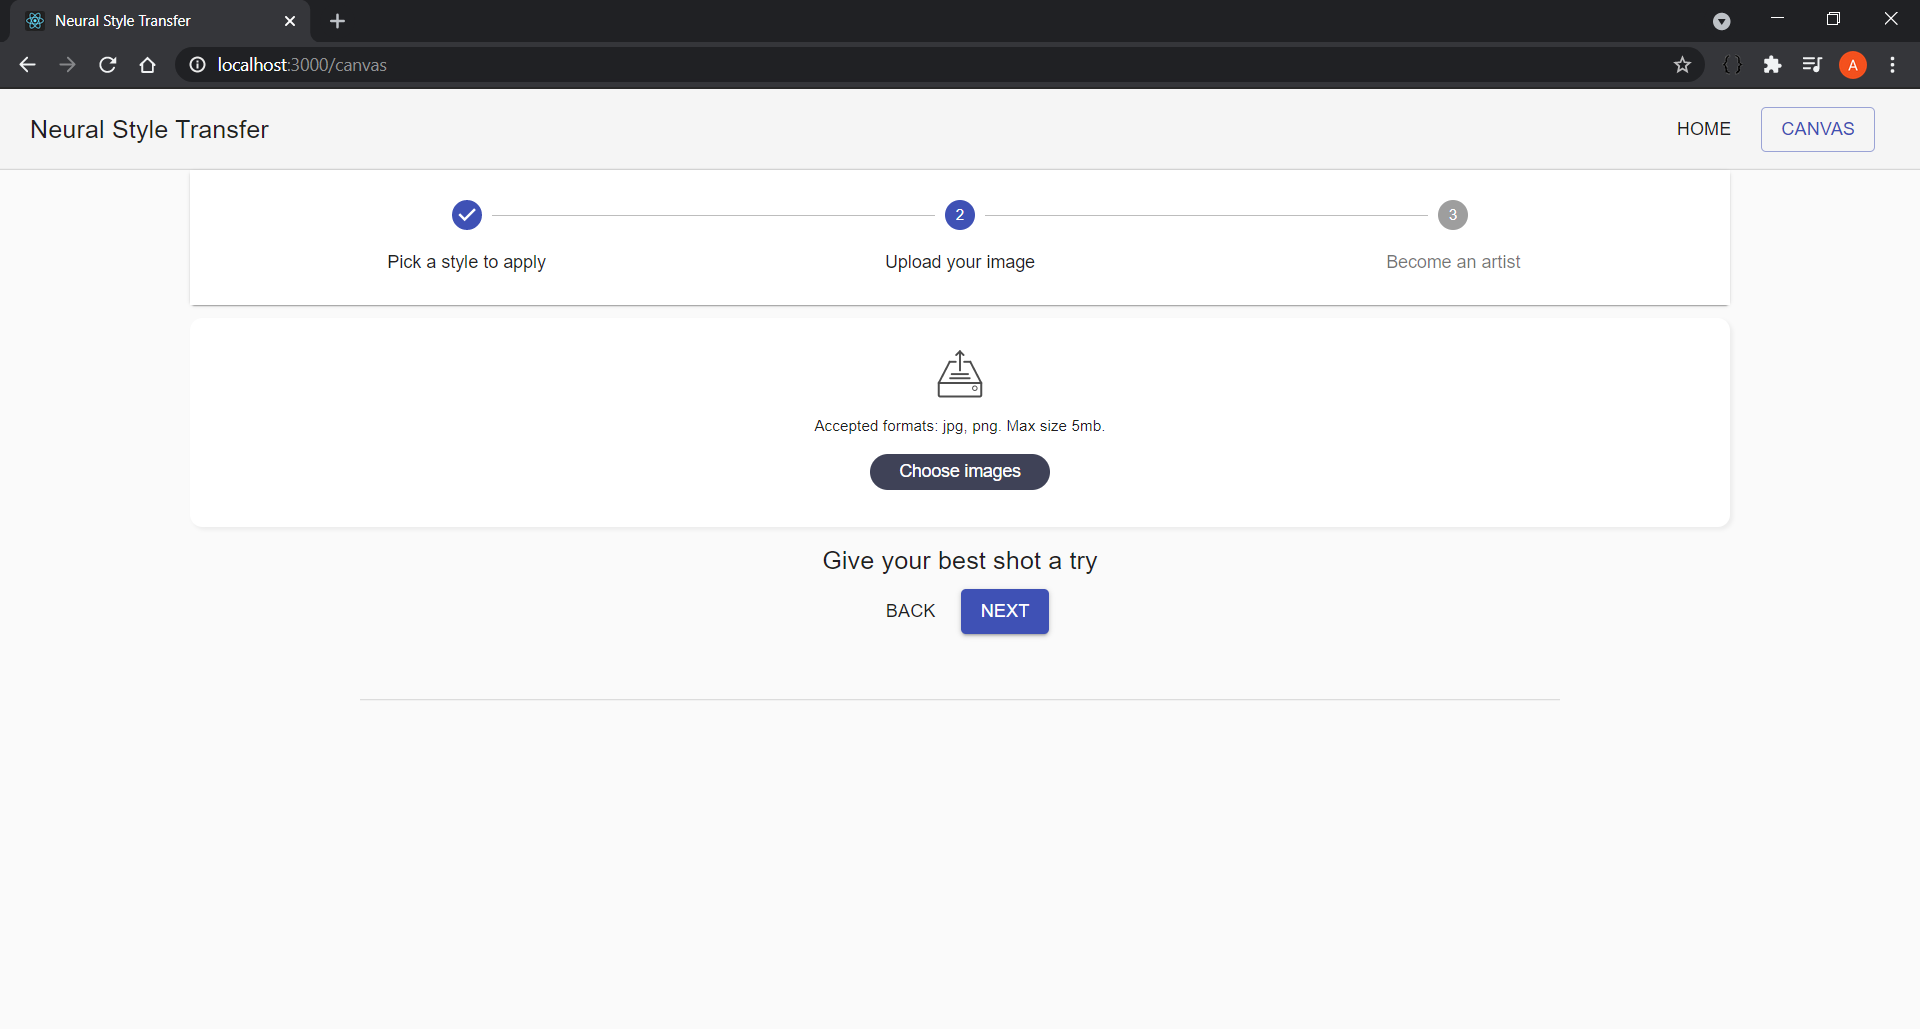 Neural Style Transfer
localhost:3000/canvas
A
Neural Style Transfer
HOME
CANVAS
2
3
Pick a style to apply
Upload your image
Become an artist
Accepted formats: jpg, png. Max size 5mb.
Choose images
Give your best shot a try
BACK
NEXT